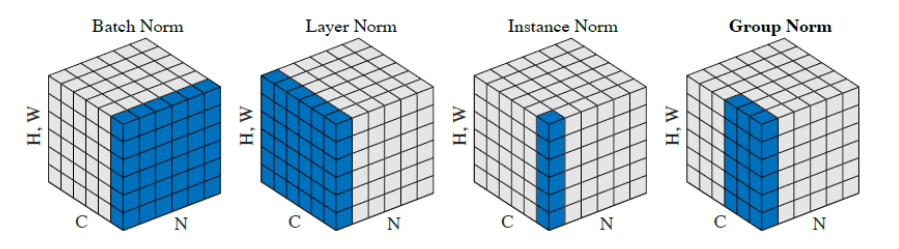 Batch Norm
Layer Norm
Instance Norm
Group Norm
H, W
C
N
H, W
C
N
H, W
C
N
H, W
C
N